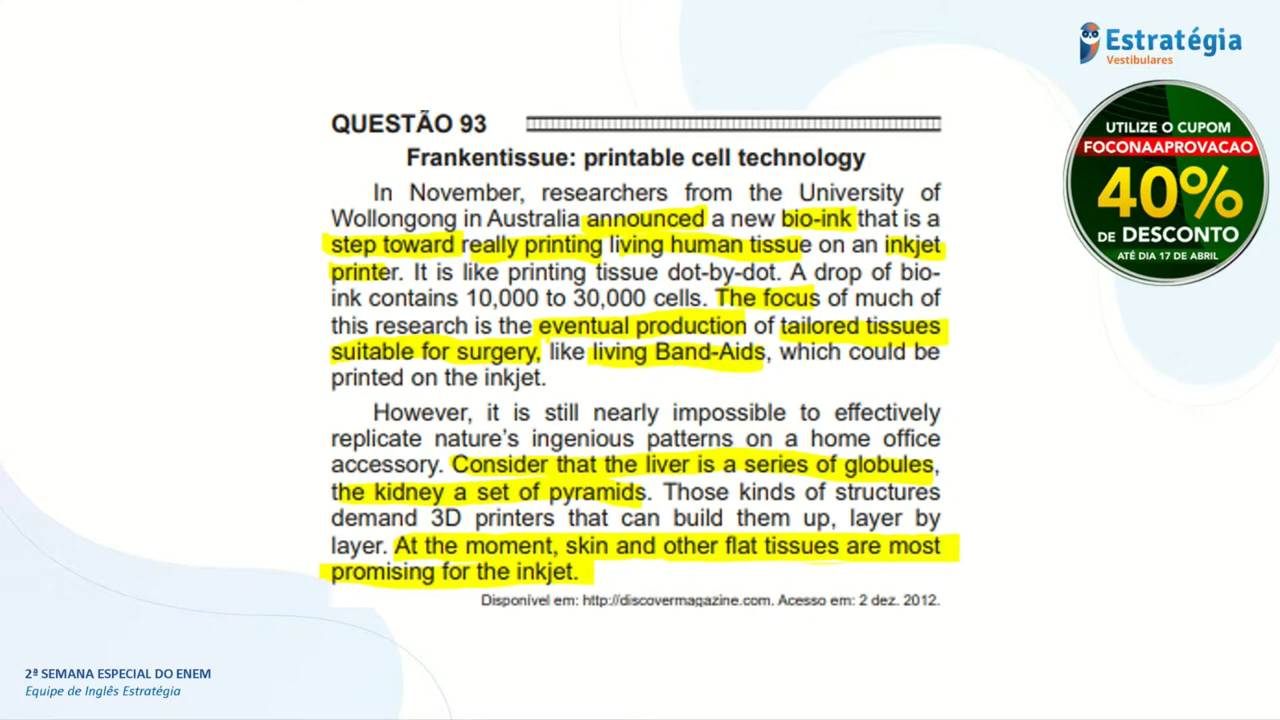 Estratégia
Vestibulares
UTILIZE O CUPOM
FOCONAAPROVACAO
40%
DE DESCONTO
ATÉ DIA 17 DE ABRIL
QUESTÃO 93
Frankentissue: printable cell technology
In November, researchers from the University of
Wollongong in Australia announced a new bio-ink that is a
step toward really printing living human tissue on an inkjet
printer. It is like printing tissue dot-by-dot. A drop of bio-
ink contains 10,000 to 30,000 cells. The focus of much of
this research is the eventual production of tailored tissues
suitable for surgery, like living Band-Aids, which could be
printed on the inkjet.
However, it is still nearly impossible to effectively
replicate nature's ingenious patterns on a home office
accessory. Consider that the liver is a series of globules,
the kidney a set of pyramids. Those kinds of structures
demand 3D printers that can build them up, layer by
layer. At the moment, skin and other flat tissues are most
promising for the inkjet.
Disponível em: http://discovermagazine.com. Acesso em: 2 dez. 2012.
2ª SEMANA ESPECIAL DO ENEM
Equipe de Inglês Estratégia